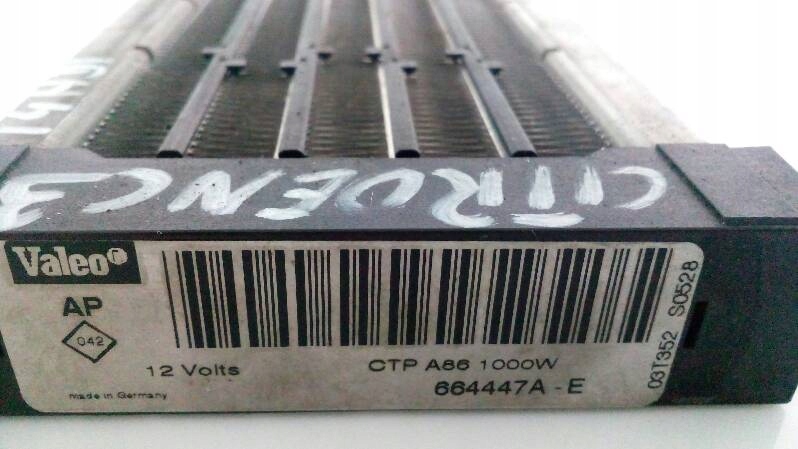 CITROEN C3
Valeo
AP
042
12 Volts
CTP A86 1000W
664447A - E
made in Germany
03T352 S0528